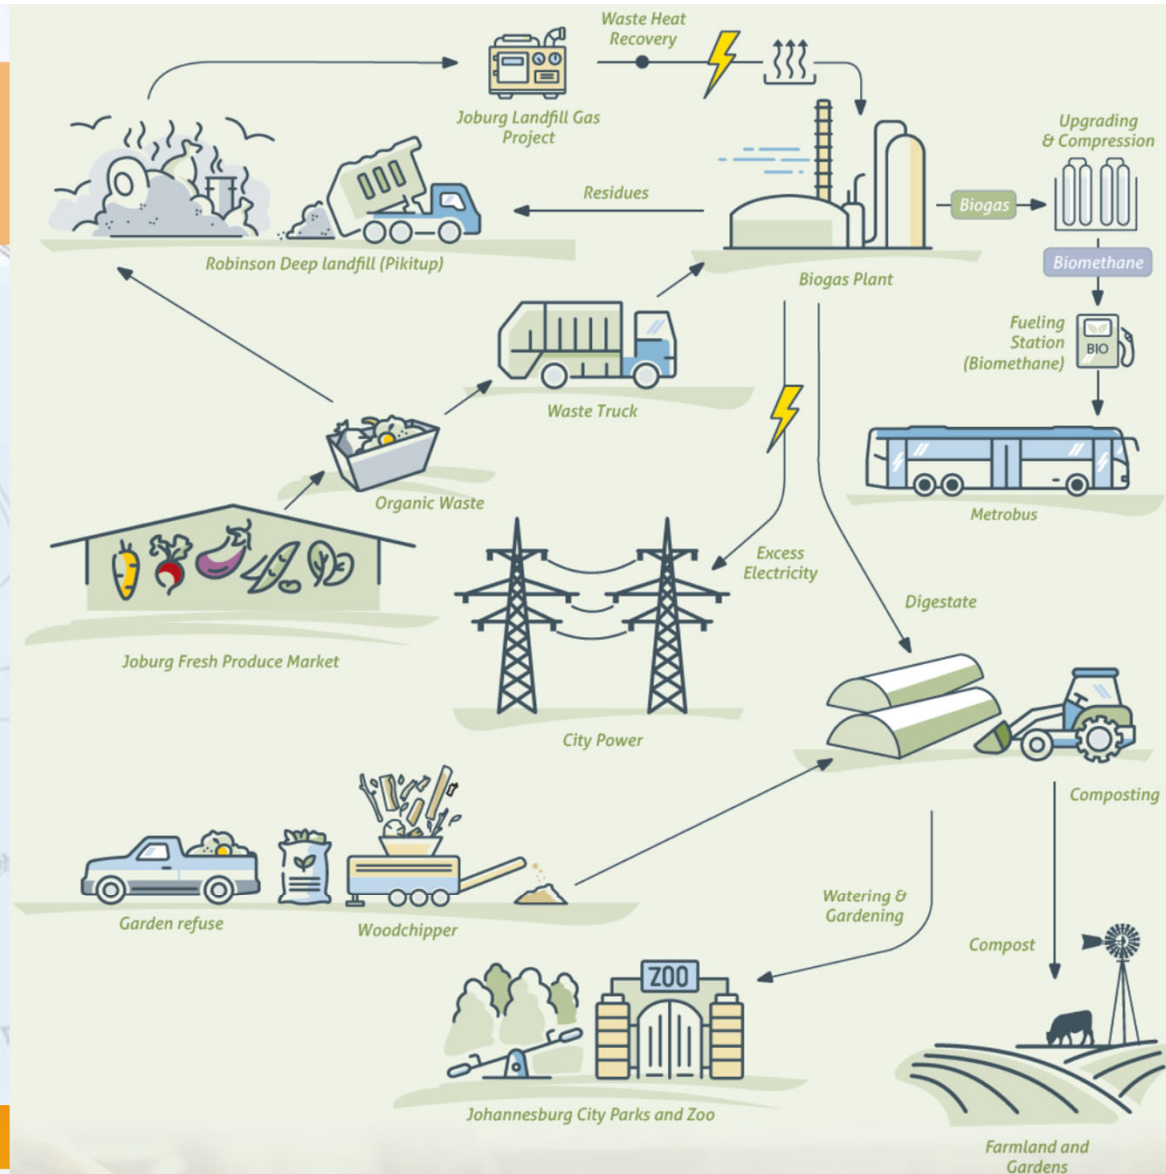 Waste Heat
Recovery
Joburg Landfill Gas
Project
Upgrading
& Compression
Residues
Biogas
Robinson Deep landfill (Pikitup)
Biogas Plant
Biomethane
Fueling
Station
(Biomethane)
BIO
Waste Truck
Organic Waste
Metrobus
Excess
Electricity
Digestate
Joburg Fresh Produce Market
City Power
Composting
Garden refuse
Woodchipper
Watering &
Gardening
Compost
ZOO
Johannesburg City Parks and Zoo
Farmland and
Gardens